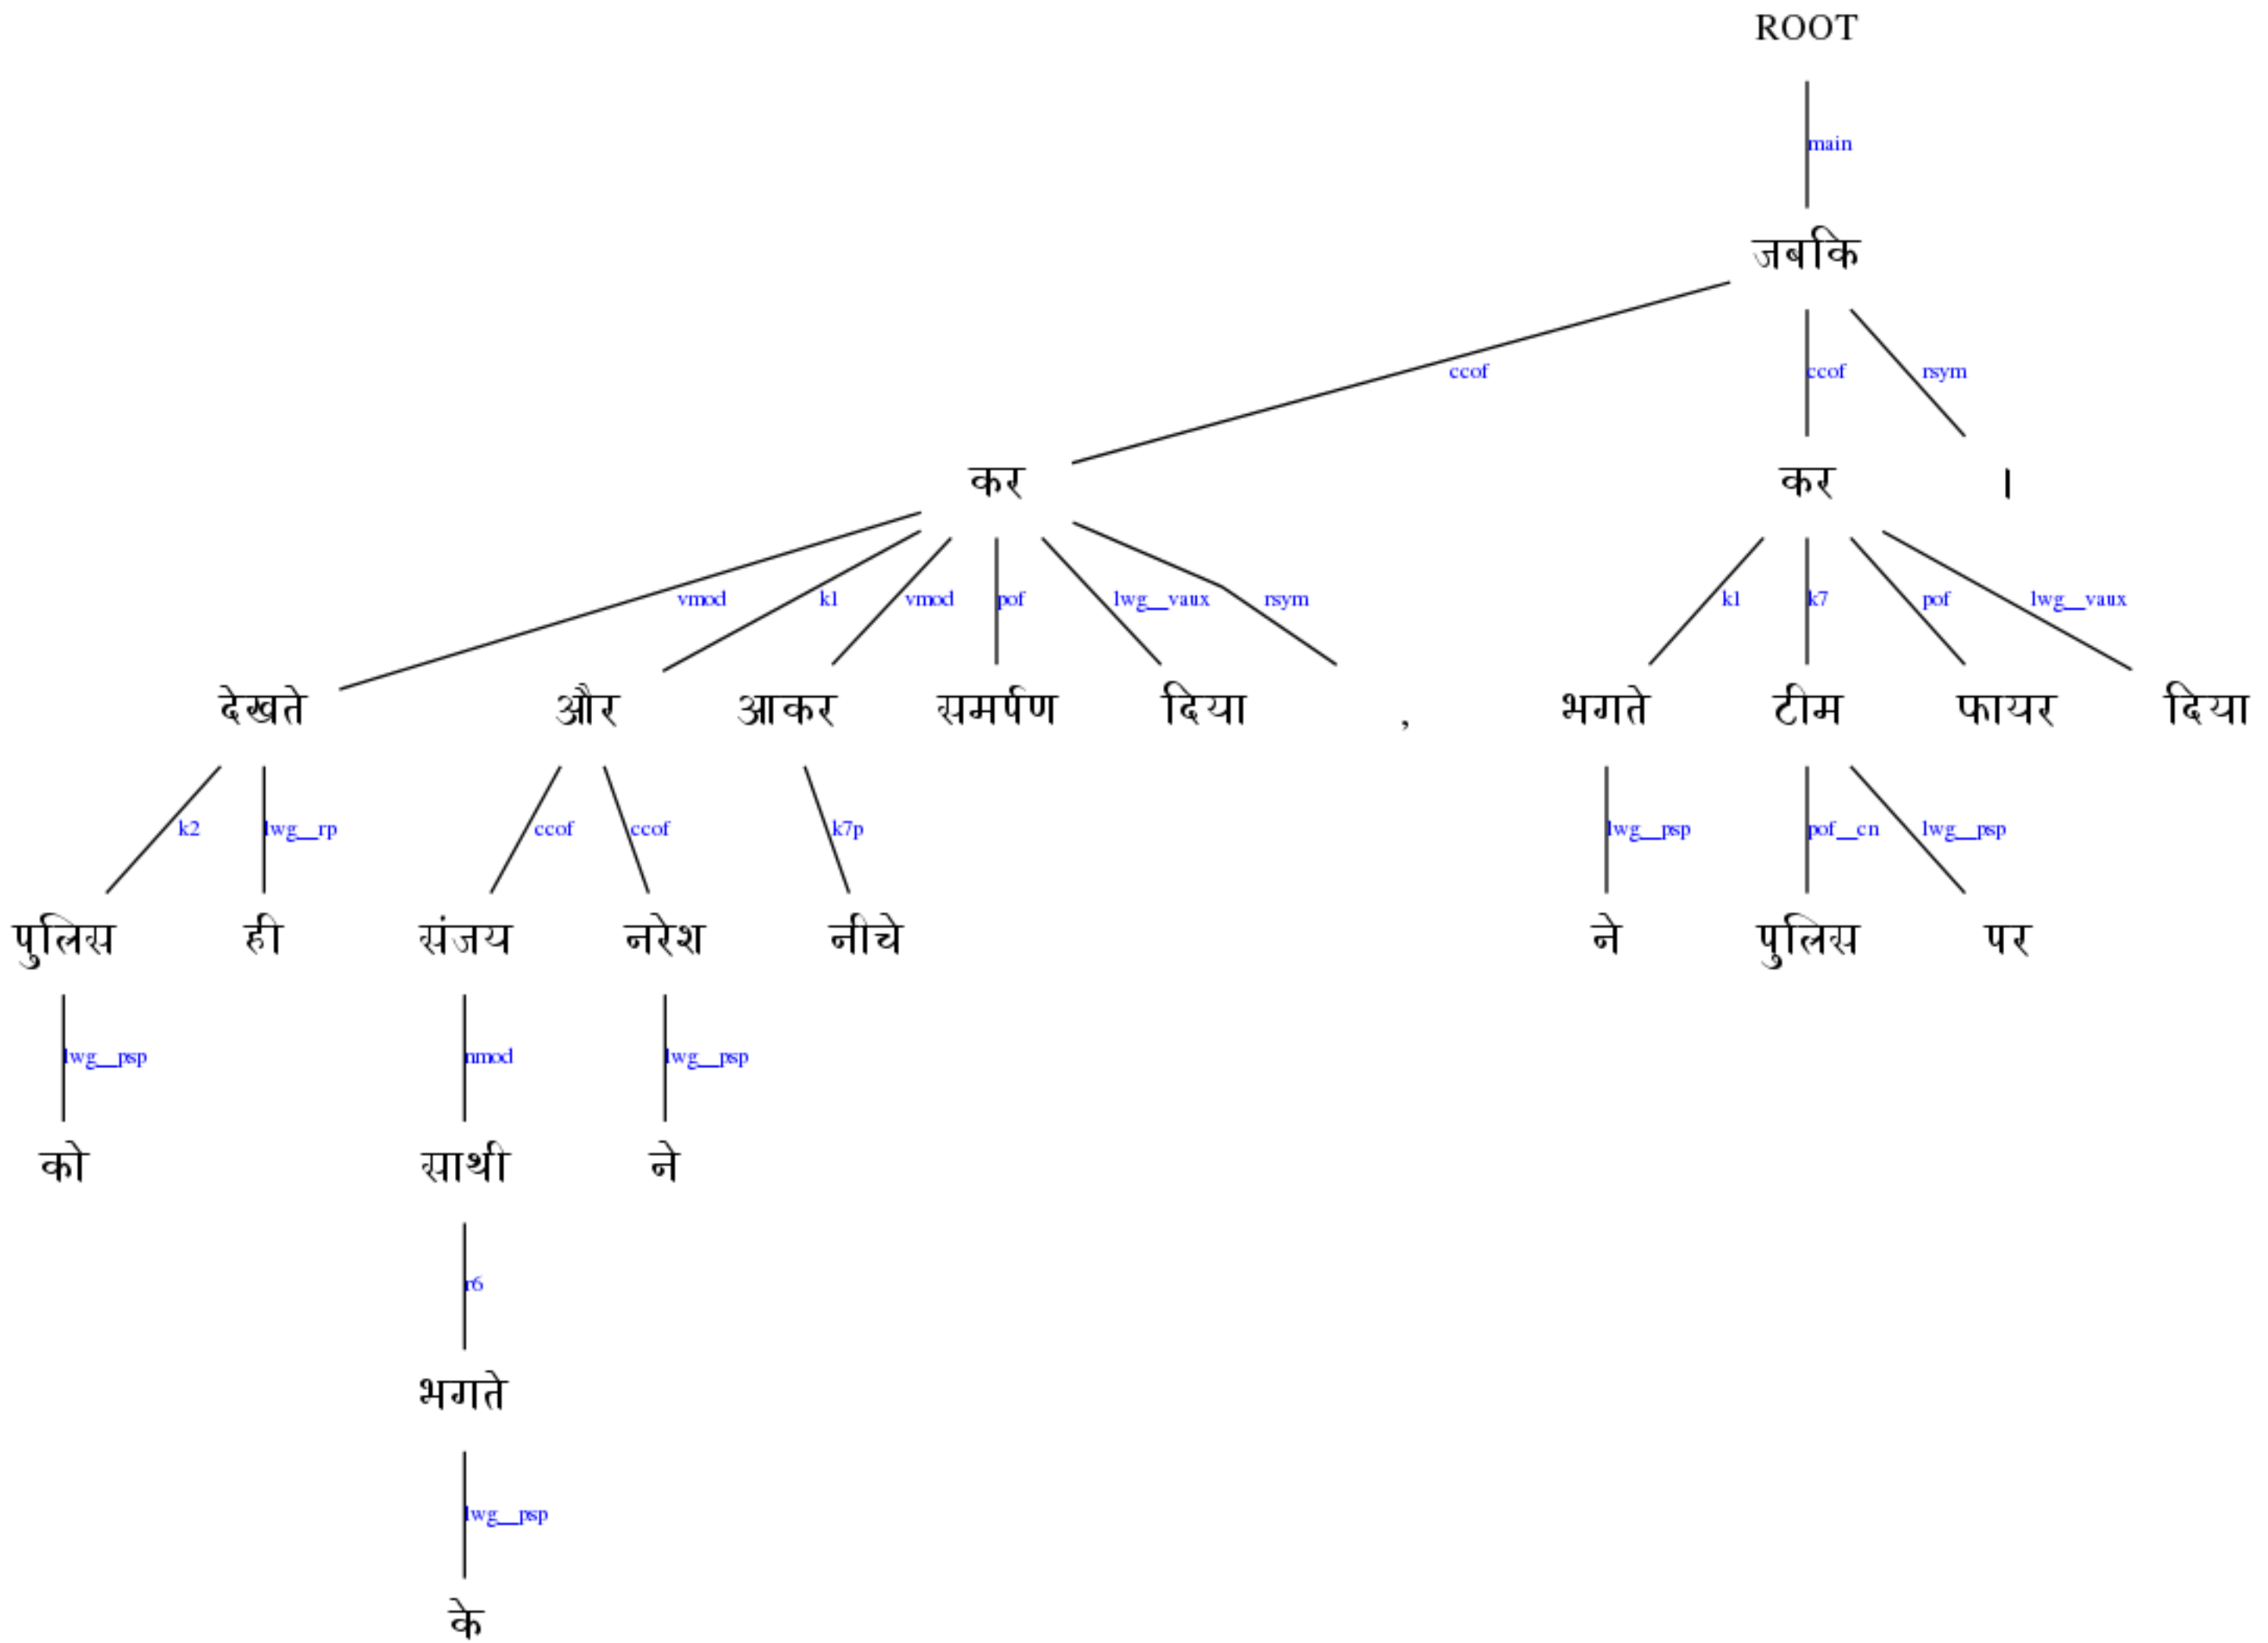 ROOT
main
जबकि
ccof ccof rsym
कर कर ।
vmod k1 vmod pof lwg__vaux rsym k1 k7 pof lwg__vaux
देखते और आकर समर्पण दिया , भगते टीम फायर दिया
k2 lwg__rp ccof ccof k7p lwg__psp pof__cn lwg__psp
पुलिस ही संजय नरेश नीचे ने पुलिस पर
lwg__psp nmod lwg__psp
को साथी ने
r6
भगते
lwg__psp
के